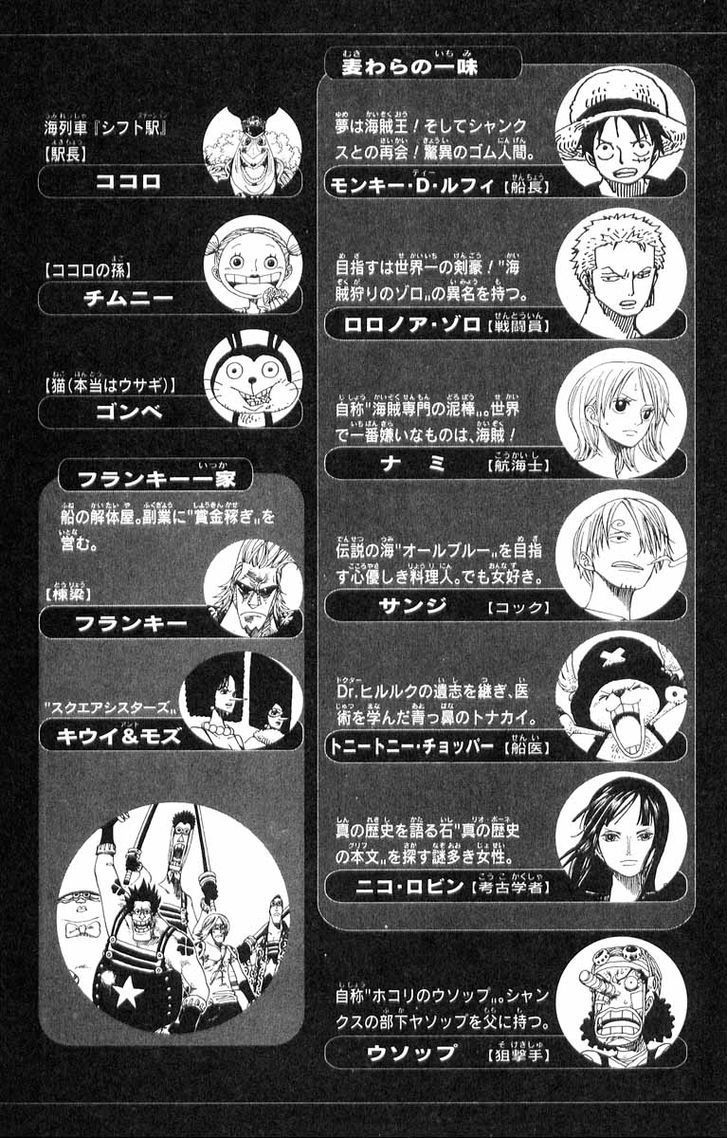 麦わらの一味
夢は海賊王！そしてシャンク
スとの再会！驚異のゴム人間。
モンキー・D・ルフィ【船長】
目指すは世界一の剣豪！"海
賊狩りのゾロ〟の異名を持つ。
ロロノア・ゾロ【戦闘員】
自称"海賊専門の泥棒〟。世界
で一番嫌いなものは、海賊！
ナミ【航海士】
伝説の海"オールブルー〟を目指
す心優しき料理人。でも女好き。
サンジ【コック】
Dr.ヒルルクの遺志を継ぎ、医
術を学んだ青っ鼻のトナカイ。
トニートニー・チョッパー【船医】
真の歴史を語る石"真の歴史
の本文〟を探す謎多き女性。
ニコ・ロビン【考古学者】
自称"ホコリのウソップ〟。シャン
クスの部下ヤソップを父に持つ。
ウソップ【狙撃手】
海列車『シフト駅』
【駅長】
ココロ
【ココロの孫】
チムニー
【猫(本当はウサギ)】
ゴンベ
フランキー一家
船の解体屋。副業に"賞金稼ぎ〟を
営む。
【棟梁】
フランキー
"スクエアシスターズ〟
キウイ&モズ